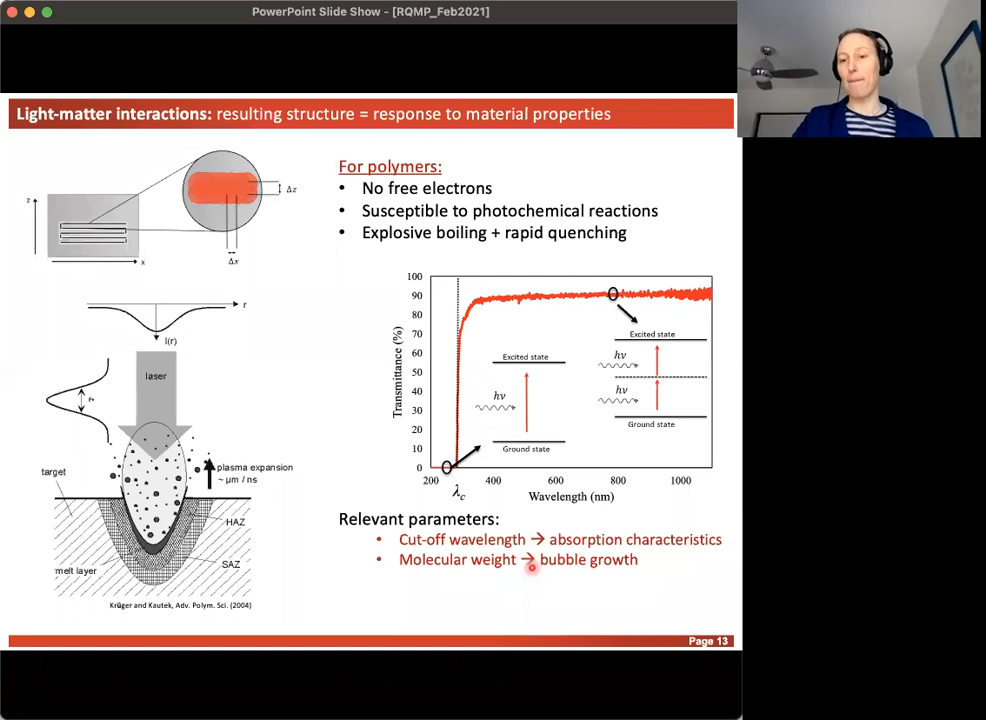 PowerPoint Slide Show - [RQMP_Feb2021]
Light-matter interactions: resulting structure = response to material properties
z
x
Δz
Δx
r
I(r)
laser
τ
target
plasma expansion
~ μm / ns
HAZ
SAZ
melt layer
Krüger and Kautek, Adv. Polym. Sci. (2004)
For polymers:
• No free electrons
• Susceptible to photochemical reactions
• Explosive boiling + rapid quenching
Transmittance (%)
100
90
80
70
60
50
40
30
20
10
0
200
400
600
800
1000
λc
Wavelength (nm)
Excited state
hν
Ground state
Excited state
hν
hν
Ground state
Relevant parameters:
• Cut-off wavelength → absorption characteristics
• Molecular weight → bubble growth
Page 13